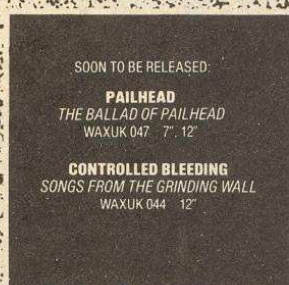 SOON TO BE RELEASED:
PAILHEAD
THE BALLAD OF PAILHEAD
WAXUK 047 7", 12"
CONTROLLED BLEEDING
SONGS FROM THE GRINDING WALL
WAXUK 044 12"